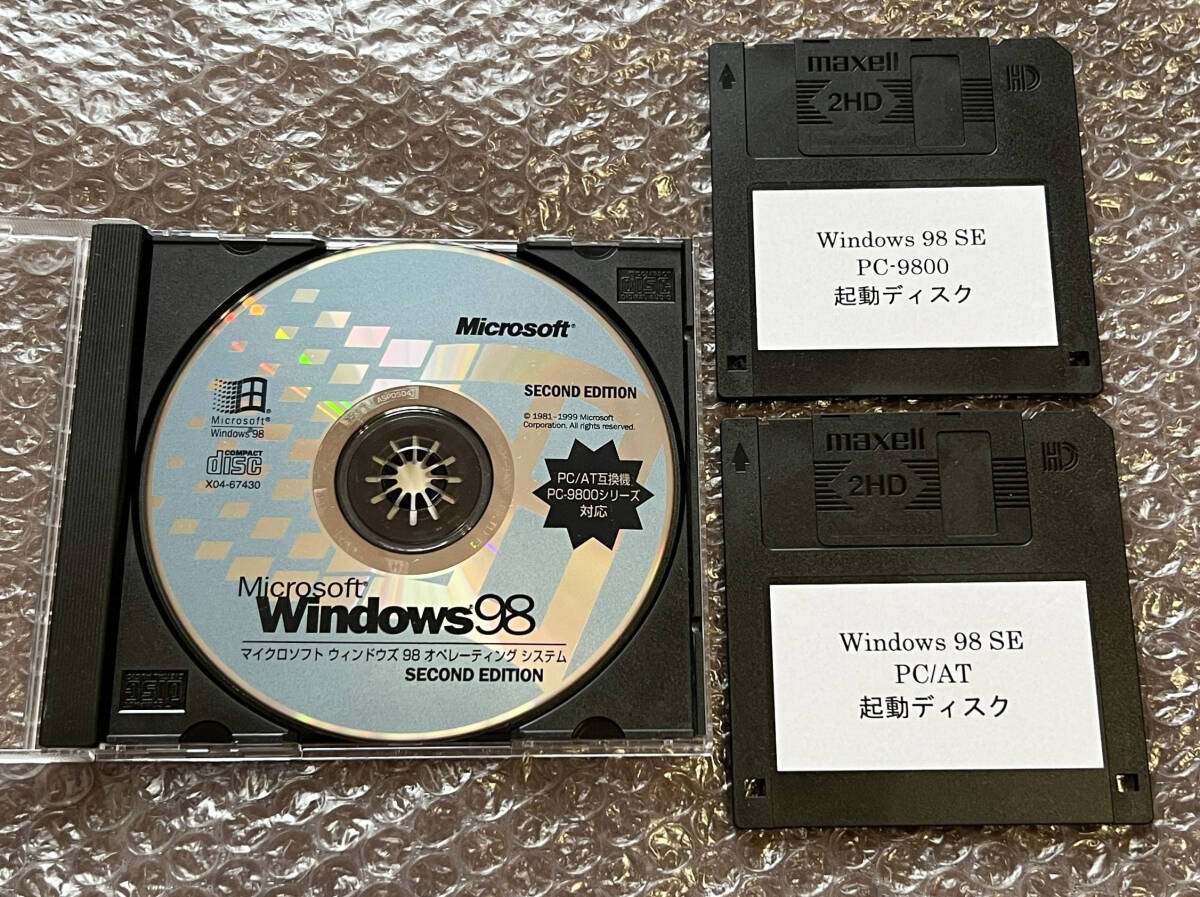 Microsoft®
SECOND EDITION
© 1981-1999 Microsoft
Corporation. All rights reserved.
Microsoft®
Windows®98
COMPACT
disc
X04-67430
PC/AT互換機
PC-9800シリーズ
対応
Microsoft®
Windows®98
マイクロソフト ウィンドウズ 98 オペレーティング システム
SECOND EDITION
maxell
2HD
HD
Windows 98 SE
PC-9800
起動ディスク
maxell
2HD
HD
Windows 98 SE
PC/AT
起動ディスク